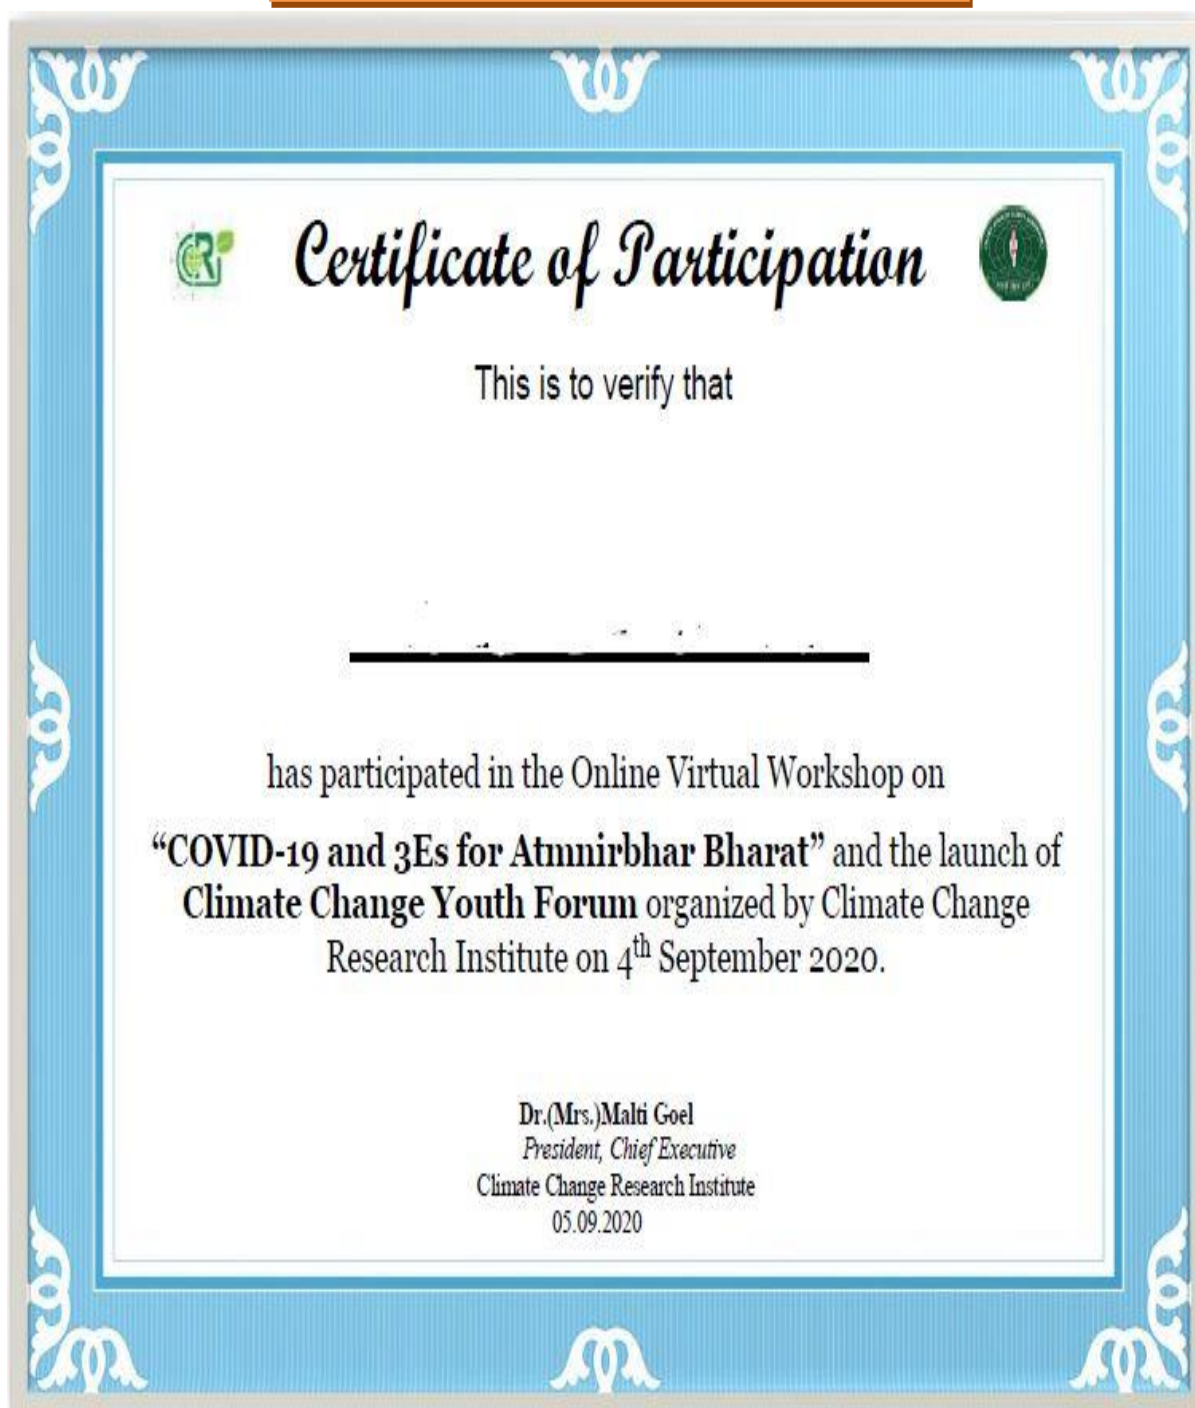 Certificate of Participation
This is to verify that
has participated in the Online Virtual Workshop on
“COVID-19 and 3Es for Atmnirbhar Bharat” and the launch of
Climate Change Youth Forum organized by Climate Change
Research Institute on 4th September 2020.
Dr.(Mrs.)Malti Goel
President, Chief Executive
Climate Change Research Institute
05.09.2020